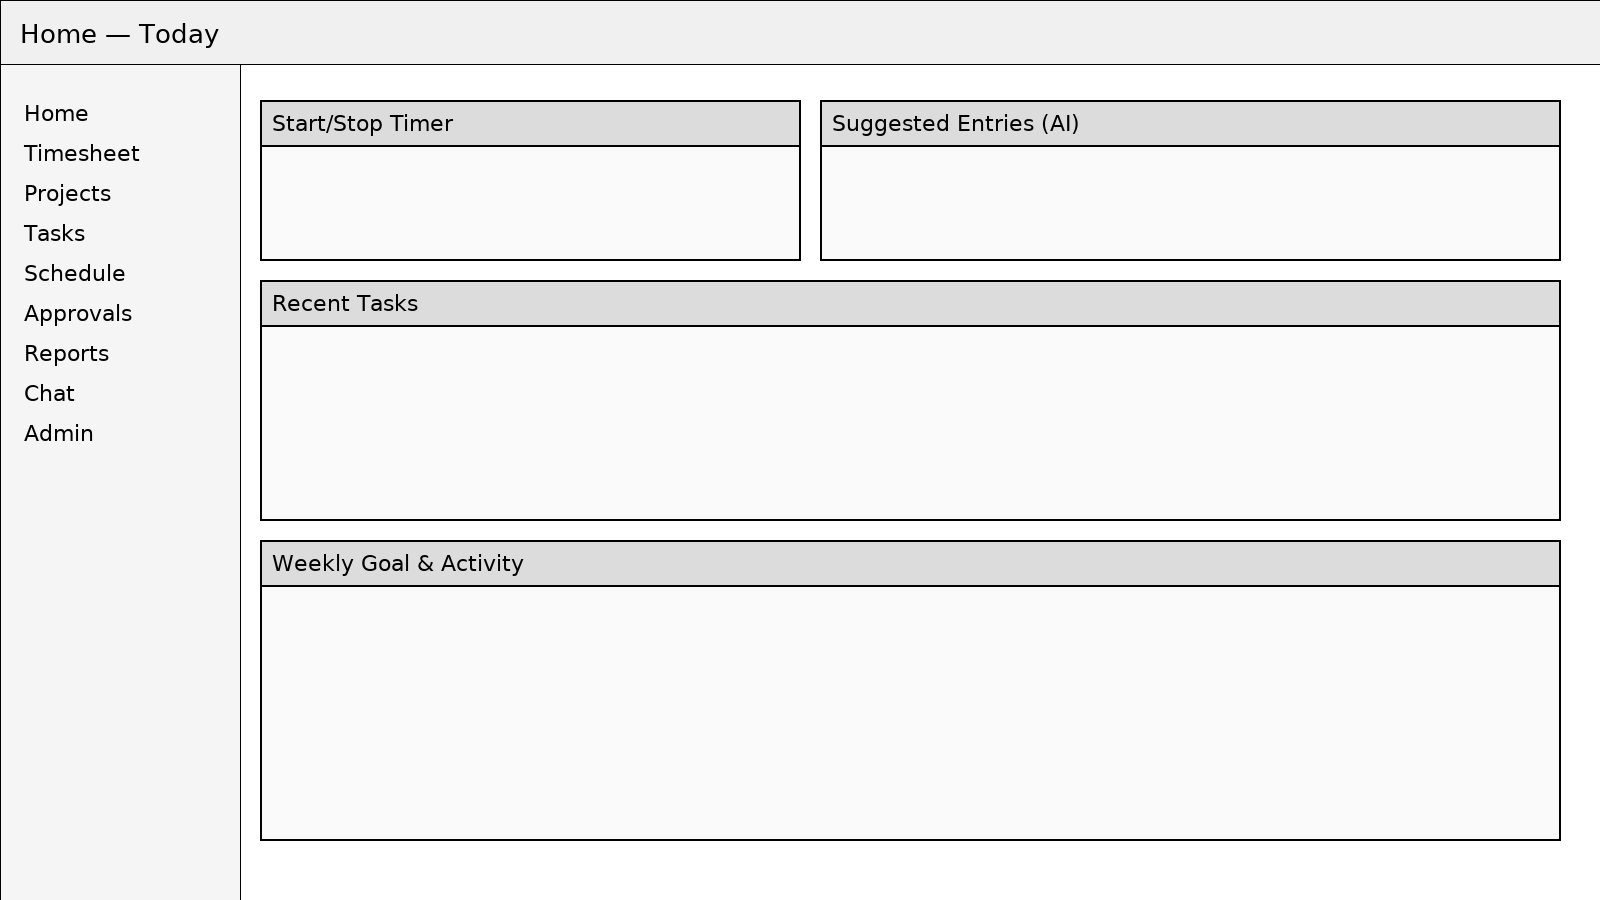 Home — Today
Home
Timesheet
Projects
Tasks
Schedule
Approvals
Reports
Chat
Admin
Start/Stop Timer
Suggested Entries (AI)
Recent Tasks
Weekly Goal & Activity